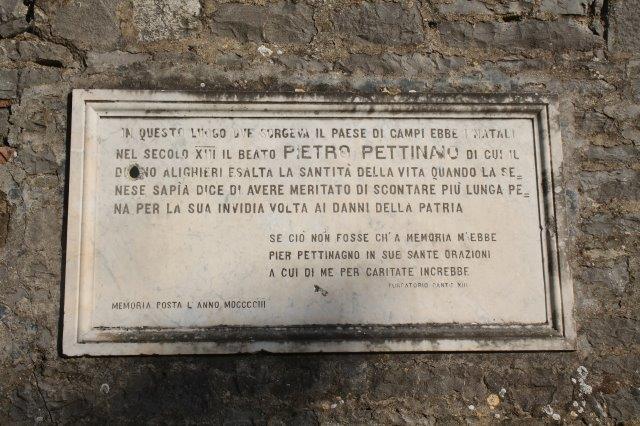 IN QUESTO LUOGO OVE SORGEVA IL PAESE DI CAMPI EBBE I NATALI
NEL SECOLO XIII IL BEATO PIETRO PETTINAIO DI CUI IL
DIVINO ALIGHIERI ESALTA LA SANTITÀ DELLA VITA QUANDO LA SE=
NESE SAPÌA DICE DI AVERE MERITATO DI SCONTARE PIÙ LUNGA PE=
NA PER LA SUA INVIDIA VOLTA AI DANNI DELLA PATRIA
SE CIÒ NON FOSSE CH'A MEMORIA M'EBBE
PIER PETTINAGNO IN SUE SANTE ORAZIONI
A CUI DI ME PER CARITATE INCREBBE
PURGATORIO CANTO XIII
MEMORIA POSTA L'ANNO MDCCCCIII